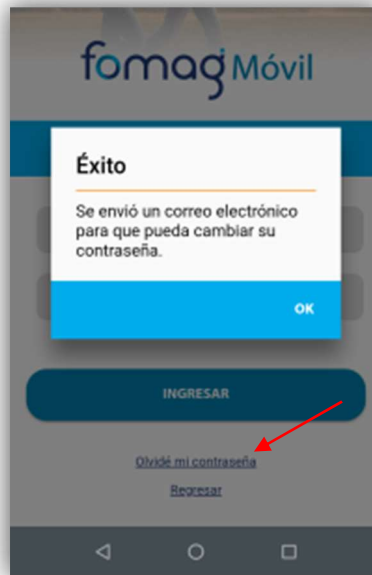 fomag Móvil
Éxito
Se envió un correo electrónico
para que pueda cambiar su
contraseña.
OK
INGRESAR
Olvidé mi contraseña
Regresar